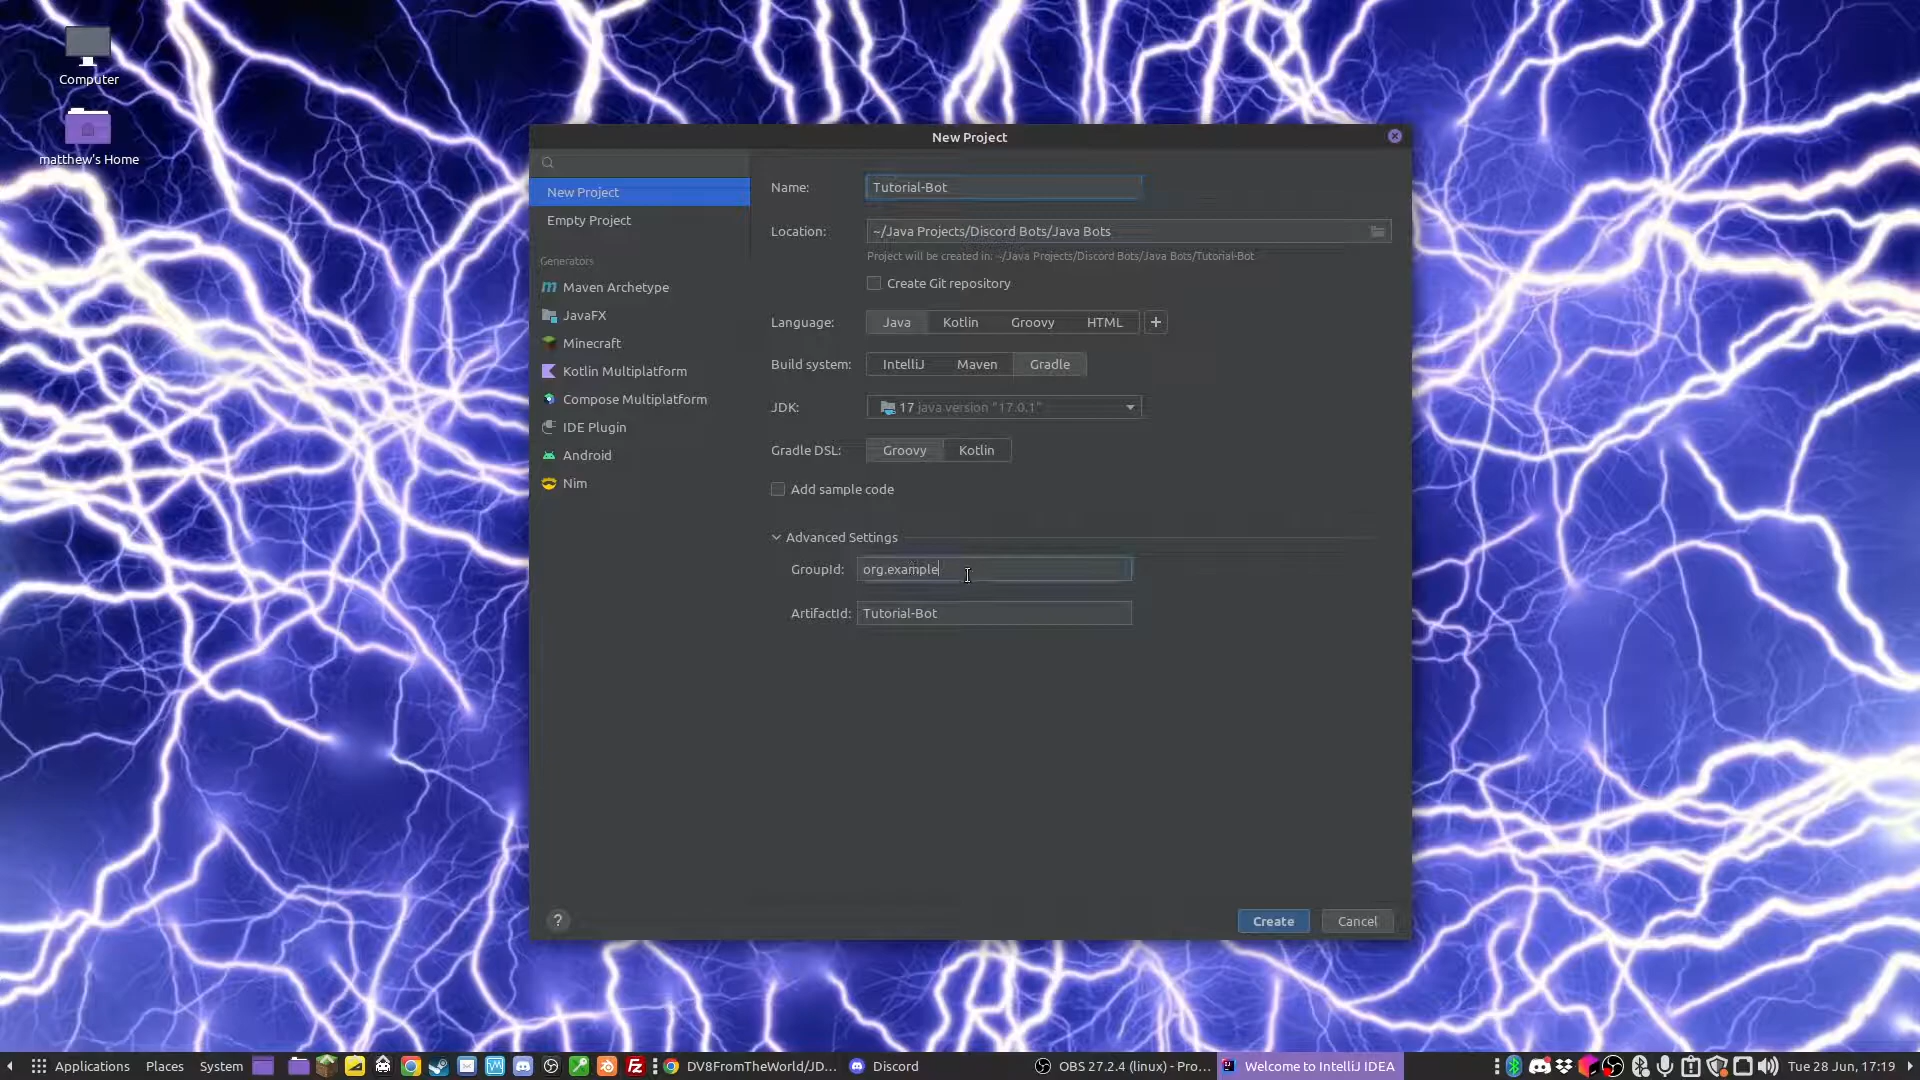 Computer
matthew's Home
New Project
New Project
Empty Project
Generators
Maven Archetype
JavaFX
Minecraft
Kotlin Multiplatform
Compose Multiplatform
IDE Plugin
Android
Nim
Name: Tutorial-Bot
Location: ~/Java Projects/Discord Bots/Java Bots
Project will be created in: ~/Java Projects/Discord Bots/Java Bots/Tutorial-Bot
Create Git repository
Language: Java Kotlin Groovy HTML +
Build system: IntelliJ Maven Gradle
JDK: 17 java version "17.0.1"
Gradle DSL: Groovy Kotlin
Add sample code
Advanced Settings
GroupId: org.example
ArtifactId: Tutorial-Bot
? Create Cancel
Applications Places System DV8FromTheWorld/JD... Discord OBS 27.2.4 (linux) - Pro... Welcome to IntelliJ IDEA Tue 28 Jun, 17:19